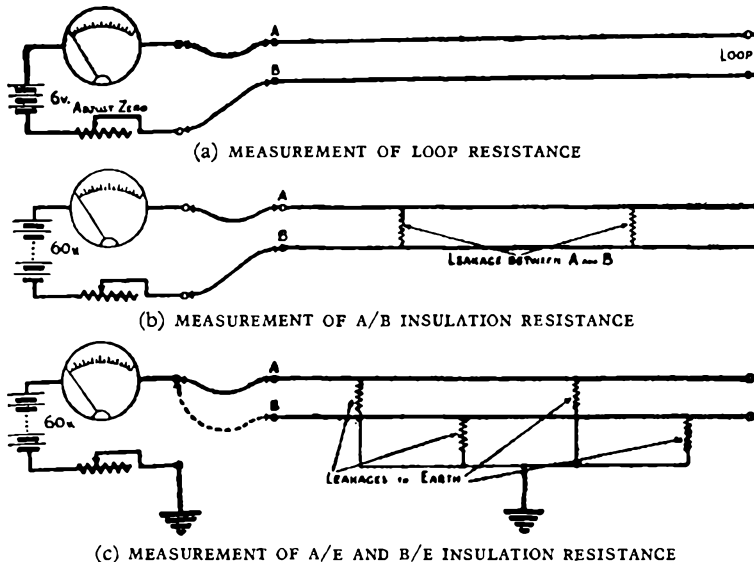 A
LOOP
B
6v. ADJUST ZERO
(a) MEASUREMENT OF LOOP RESISTANCE
A
60v
B
LEAKAGE BETWEEN A AND B
(b) MEASUREMENT OF A/B INSULATION RESISTANCE
A
60v
B
LEAKAGES TO EARTH
(c) MEASUREMENT OF A/E AND B/E INSULATION RESISTANCE